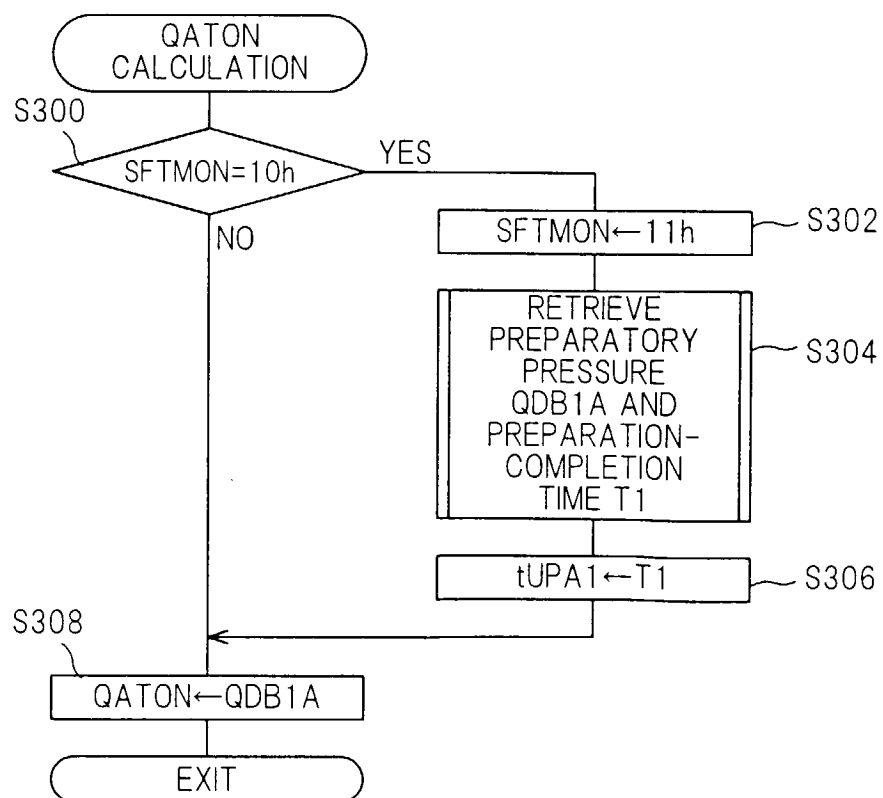 QATON
CALCULATION
S300
SFTMON=10h
YES
NO
SFTMON←11h
S302
RETRIEVE
PREPARATORY
PRESSURE
QDB1A AND
PREPARATION-
COMPLETION
TIME T1
S304
tUPA1←T1
S306
S308
QATON←QDB1A
EXIT